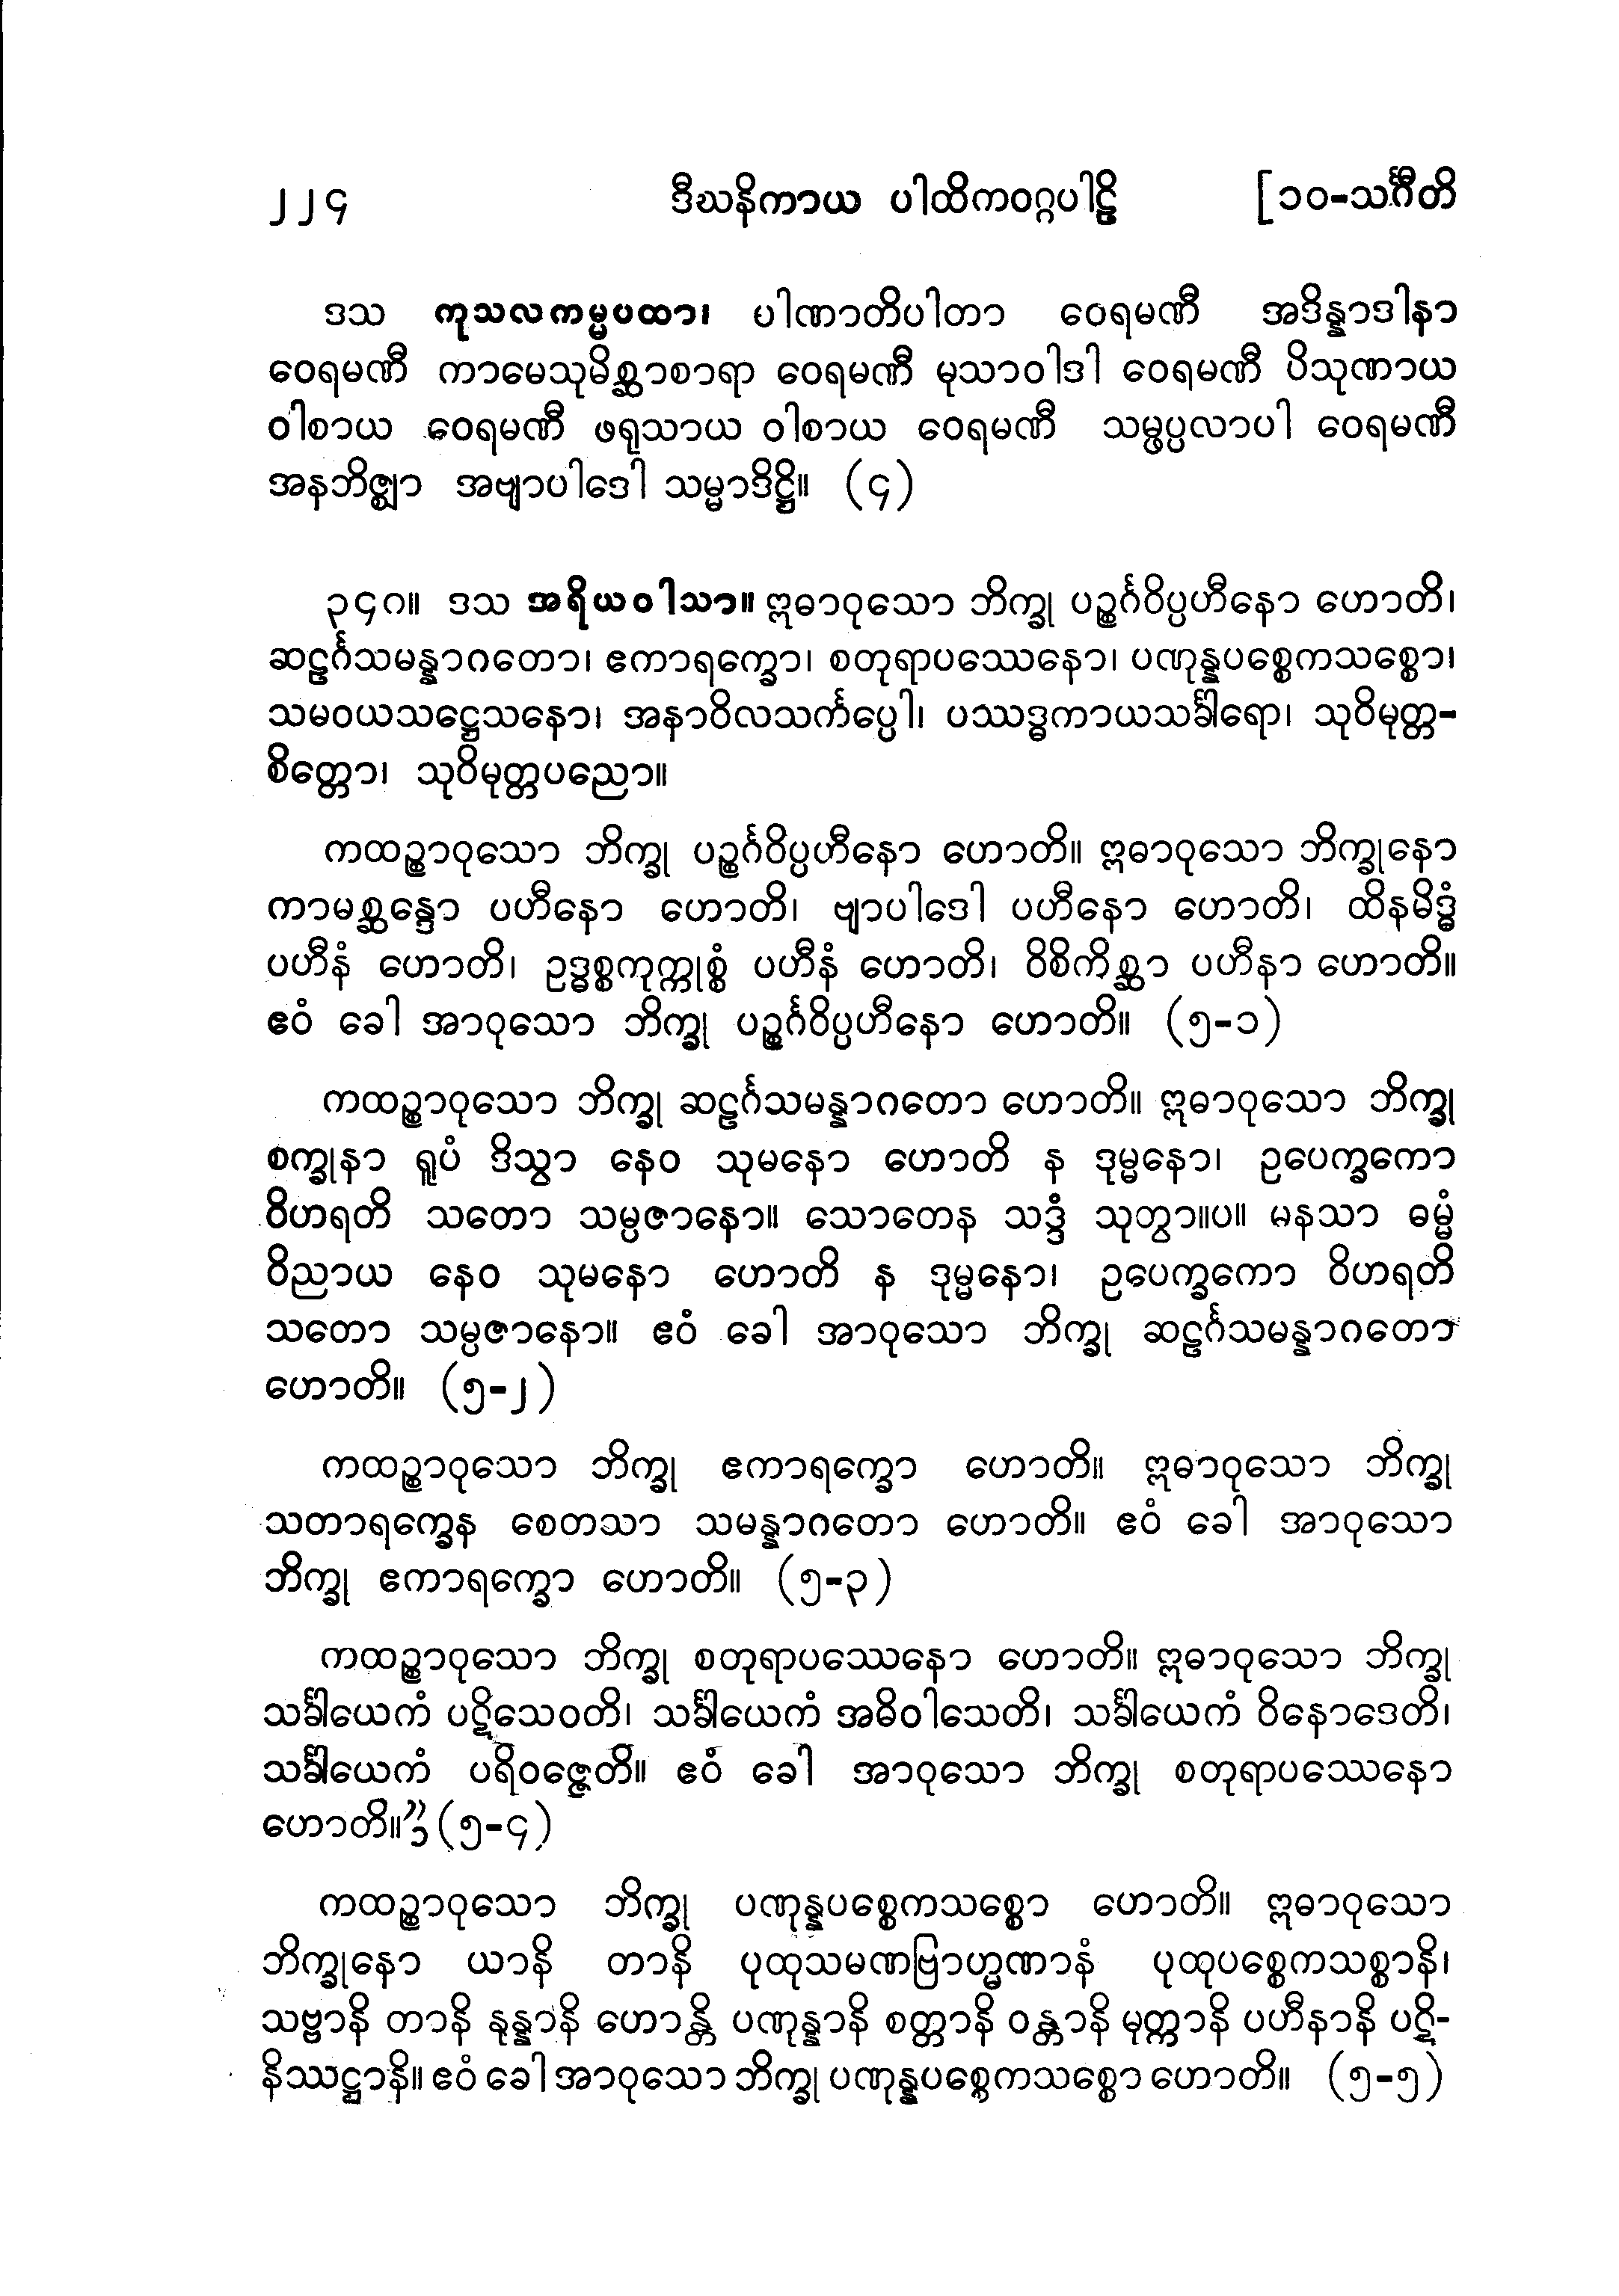 ၂၂၄ ဒီဃနိကာယ ပါထိကဝဂ္ဂပါဠိ [၁၀-သင်္ဂီတိ
ဒသ ကုသလကမ္မပထာ၊ ပါဏာတိပါတာ ဝေရမဏီ အဒိန္နာဒါနာ
ဝေရမဏီ ကာမေသုမိစ္ဆာစာရာ ဝေရမဏီ မုသာဝါဒါ ဝေရမဏီ ပိသုဏာယ
ဝါစာယ ဝေရမဏီ ဖရုသာယ ဝါစာယ ဝေရမဏီ သမ္ဖပ္ပလာပါ ဝေရမဏီ
အနဘိဇ္ဈာ အဗျာပါဒေါ သမ္မာဒိဋ္ဌိ။ (၄)
၃၄၈။ ဒသ အရိယဝါသာ။ ဣဓာဝုသော ဘိက္ခု ပဉ္စင်္ဂဝိပ္ပဟီနော ဟောတိ၊
ဆဠင်္ဂသမန္နာဂတော၊ ဧကာရက္ခော၊ စတုရာပဿေနော၊ ပဏုန္နပစ္စေကသစ္စော၊
သမဝယသဋ္ဌေသနော၊ အနာဝိလသင်္ကပ္ပေါ၊ ပဿဒ္ဓကာယသင်္ခါရော၊ သုဝိမုတ္တ-
စိတ္တော၊ သုဝိမုတ္တပညော။
ကထဉ္စာဝုသော ဘိက္ခု ပဉ္စင်္ဂဝိပ္ပဟီနော ဟောတိ။ ဣဓာဝုသော ဘိက္ခုနော
ကာမစ္ဆန္ဒော ပဟီနော ဟောတိ၊ ဗျာပါဒေါ ပဟီနော ဟောတိ၊ ထိနမိဒ္ဓံ
ပဟီနံ ဟောတိ၊ ဥဒ္ဓစ္စကုက္ကုစ္စံ ပဟီနံ ဟောတိ၊ ဝိစိကိစ္ဆာ ပဟီနာ ဟောတိ။
ဧဝံ ခေါ အာဝုသော ဘိက္ခု ပဉ္စင်္ဂဝိပ္ပဟီနော ဟောတိ။ (၅-၁)
ကထဉ္စာဝုသော ဘိက္ခု ဆဠင်္ဂသမန္နာဂတော ဟောတိ။ ဣဓာဝုသော ဘိက္ခု
စက္ခုနာ ရူပံ ဒိသွာ နေဝ သုမနော ဟောတိ န ဒုမ္မနော၊ ဥပေက္ခကော
ဝိဟရတိ သတော သမ္ပဇာနော။ သောတေန သဒ္ဒံ သုတွာ။ပ။ မနသာ ဓမ္မံ
ဝိညာယ နေဝ သုမနော ဟောတိ န ဒုမ္မနော၊ ဥပေက္ခကော ဝိဟရတိ
သတော သမ္ပဇာနော။ ဧဝံ ခေါ အာဝုသော ဘိက္ခု ဆဠင်္ဂသမန္နာဂတော
ဟောတိ။ (၅-၂)
ကထဉ္စာဝုသော ဘိက္ခု ဧကာရက္ခော ဟောတိ။ ဣဓာဝုသော ဘိက္ခု
သတာရက္ခေန စေတသာ သမန္နာဂတော ဟောတိ။ ဧဝံ ခေါ အာဝုသော
ဘိက္ခု ဧကာရက္ခော ဟောတိ။ (၅-၃)
ကထဉ္စာဝုသော ဘိက္ခု စတုရာပဿေနော ဟောတိ။ ဣဓာဝုသော ဘိက္ခု
သင်္ခါယေကံ ပဋိသေဝတိ၊ သင်္ခါယေကံ အဓိဝါသေတိ၊ သင်္ခါယေကံ ဝိနောဒေတိ၊
သင်္ခါယေကံ ပရိဝဇ္ဇေတိ။ ဧဝံ ခေါ အာဝုသော ဘိက္ခု စတုရာပဿေနော
ဟောတိ။ (၅-၄)
ကထဉ္စာဝုသော ဘိက္ခု ပဏုန္နပစ္စေကသစ္စော ဟောတိ။ ဣဓာဝုသော
ဘိက္ခုနော ယာနိ တာနိ ပုထုသမဏဗြာဟ္မဏာနံ ပုထုပစ္စေကသစ္စာနိ၊
သဗ္ဗာနိ တာနိ နုန္နာနိ ဟောန္တိ ပဏုန္နာနိ စတ္တာနိ ဝန္တာနိ မုတ္တာနိ ပဟီနာနိ ပဋိ-
နိဿဋ္ဌာနိ။ ဧဝံ ခေါ အာဝုသော ဘိက္ခု ပဏုန္နပစ္စေကသစ္စော ဟောတိ။ (၅-၅)